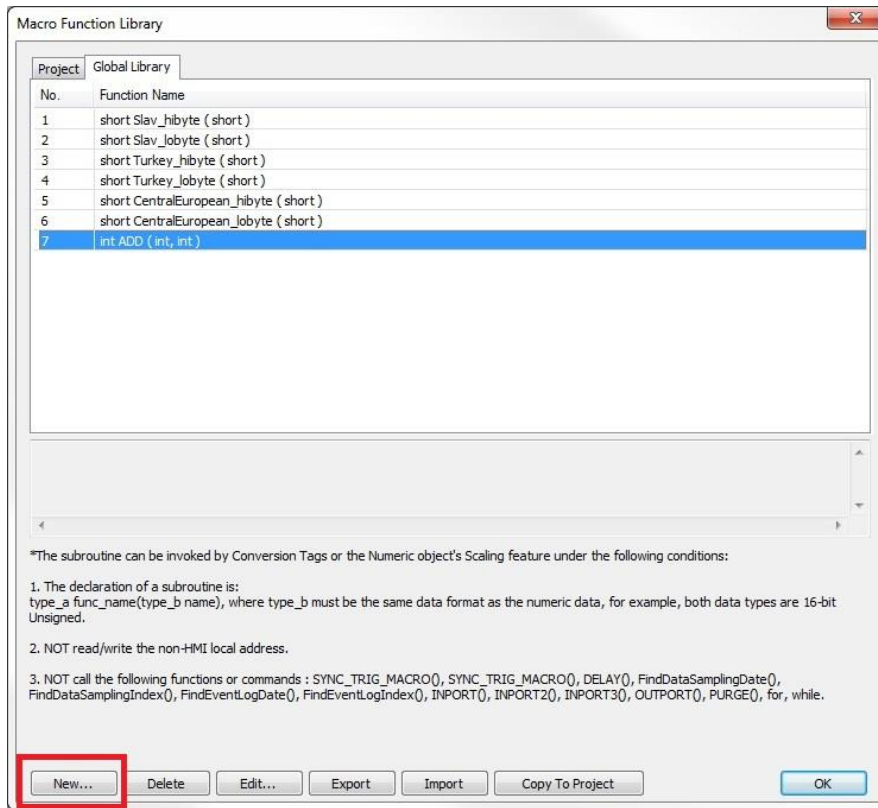 Macro Function Library
Project
Global Library
No. Function Name
1 short Slav_hibyte ( short )
2 short Slav_lobyte ( short )
3 short Turkey_hibyte ( short )
4 short Turkey_lobyte ( short )
5 short CentralEuropean_hibyte ( short )
6 short CentralEuropean_lobyte ( short )
7 int ADD ( int, int )
*The subroutine can be invoked by Conversion Tags or the Numeric object's Scaling feature under the following conditions:
1. The declaration of a subroutine is:
type_a func_name(type_b name), where type_b must be the same data format as the numeric data, for example, both data types are 16-bit
Unsigned.
2. NOT read/write the non-HMI local address.
3. NOT call the following functions or commands : SYNC_TRIG_MACRO(), SYNC_TRIG_MACRO(), DELAY(), FindDataSamplingDate(),
FindDataSamplingIndex(), FindEventLogDate(), FindEventLogIndex(), INPORT(), INPORT2(), INPORT3(), OUTPORT(), PURGE(), for, while.
New... Delete Edit... Export Import Copy To Project OK